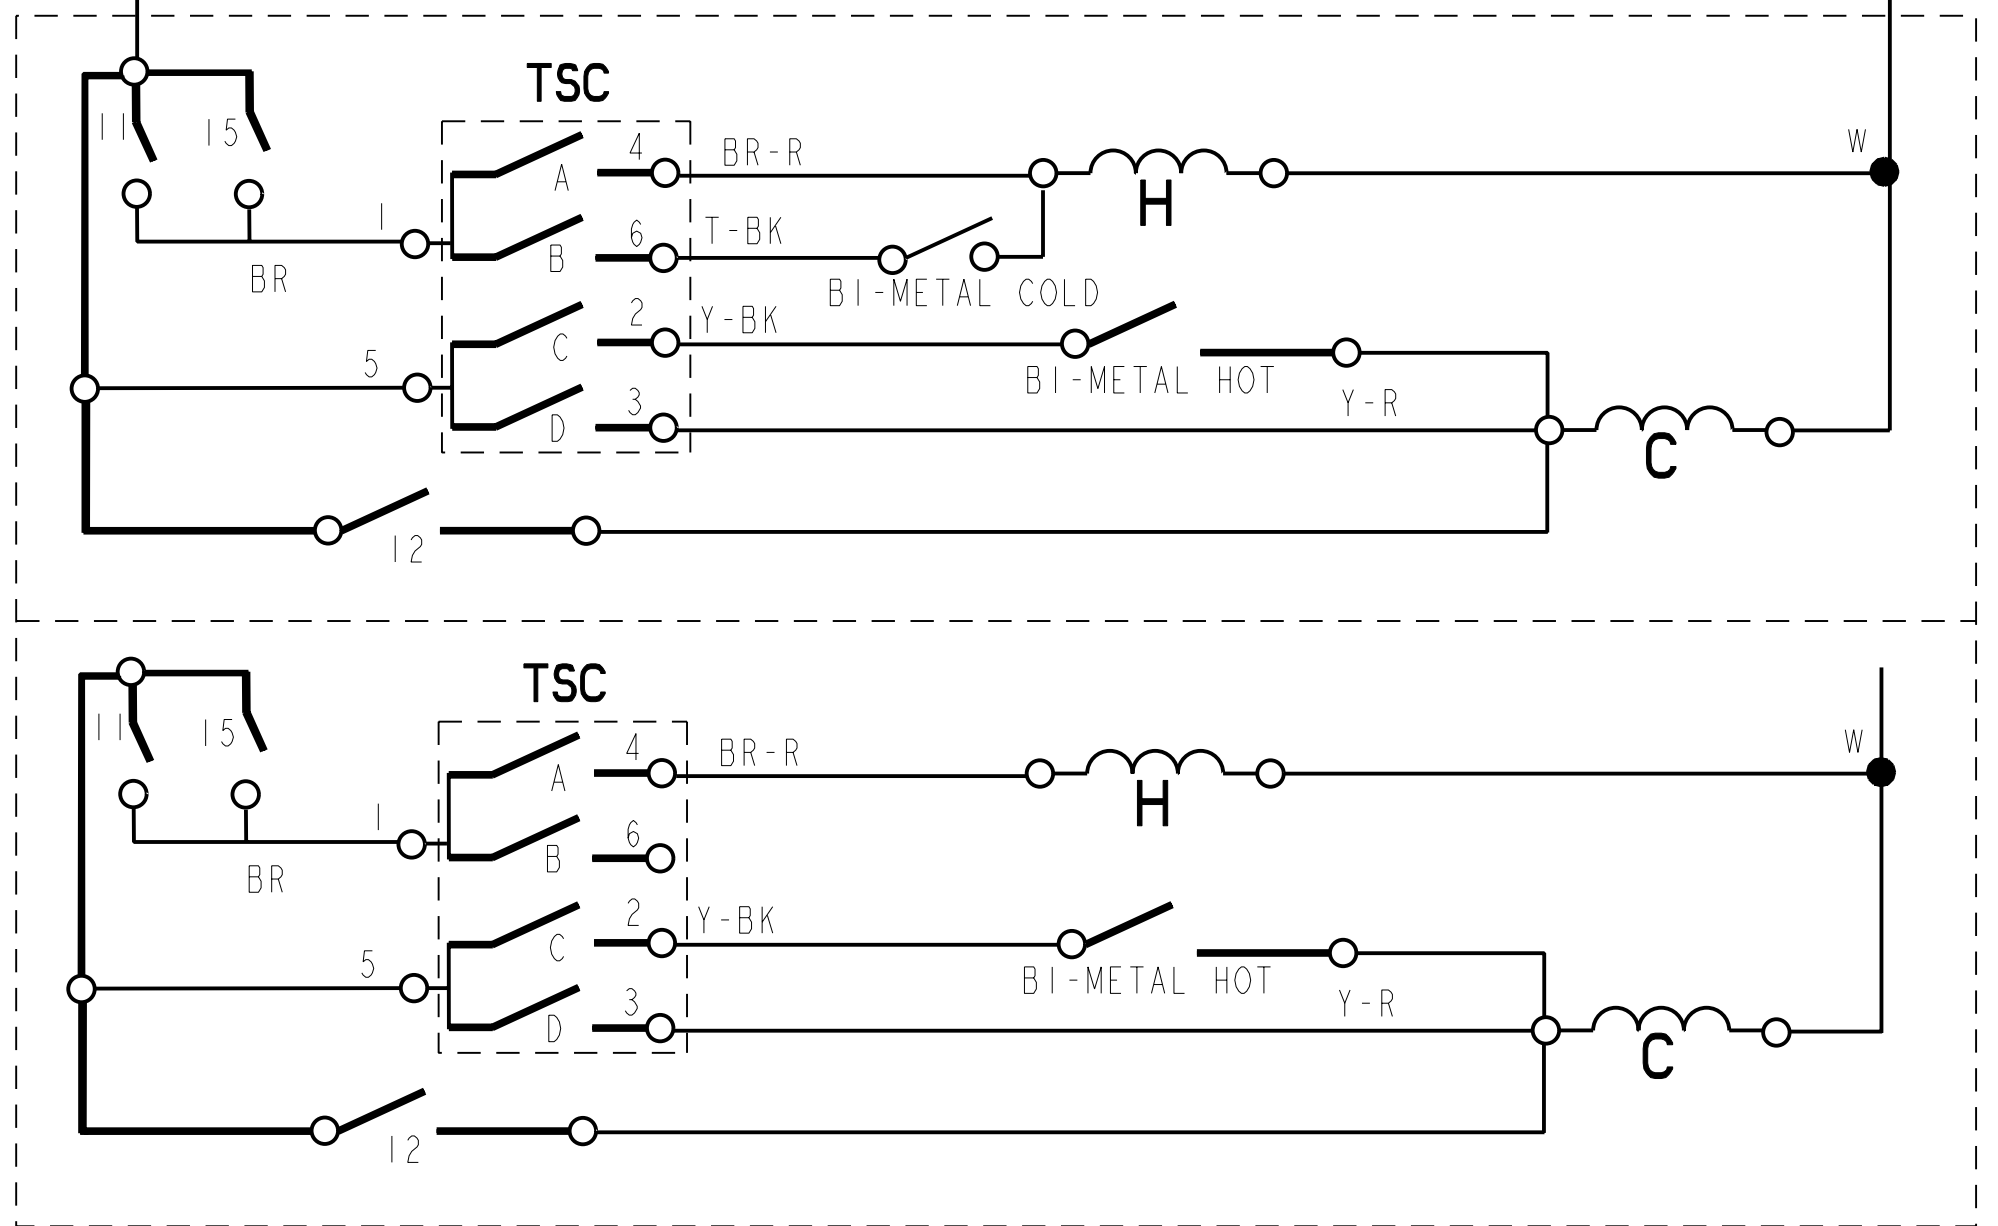 TSC
11 15 4 BR-R W
A H
1 6 T-BK
BR B BI-METAL COLD
2 Y-BK
5 C BI-METAL HOT
3 Y-R
D C
12
TSC
11 15 4 BR-R W
A H
1 6
BR B
2 Y-BK
5 C BI-METAL HOT
3 Y-R
D C
12